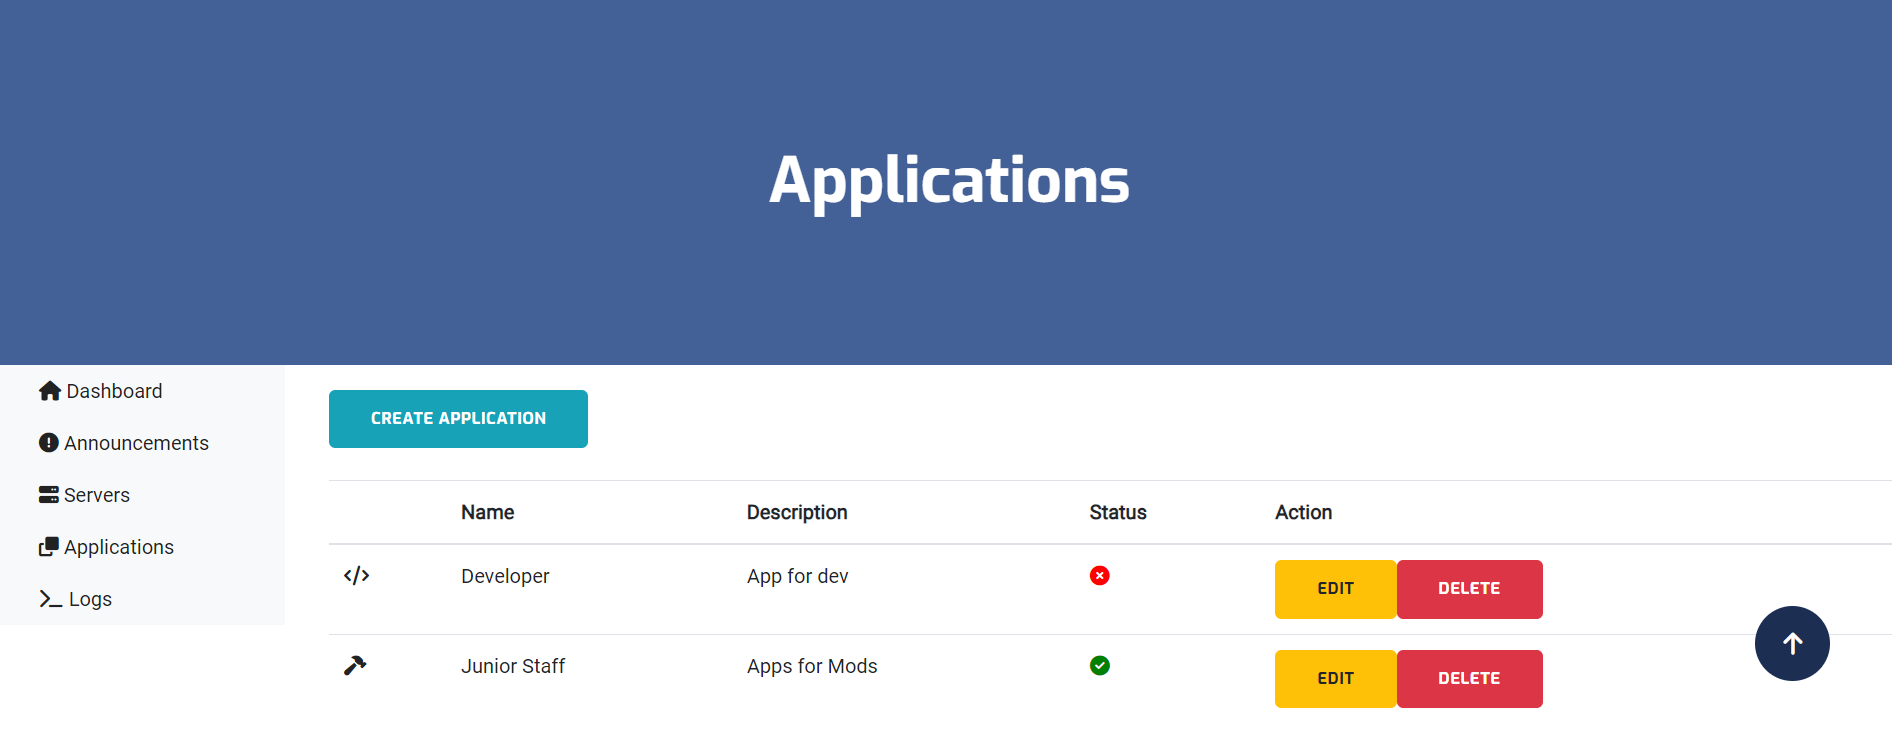 Applications
Dashboard
Announcements
Servers
Applications
Logs
CREATE APPLICATION
Name Description Status Action
Developer App for dev EDIT DELETE
Junior Staff Apps for Mods EDIT DELETE